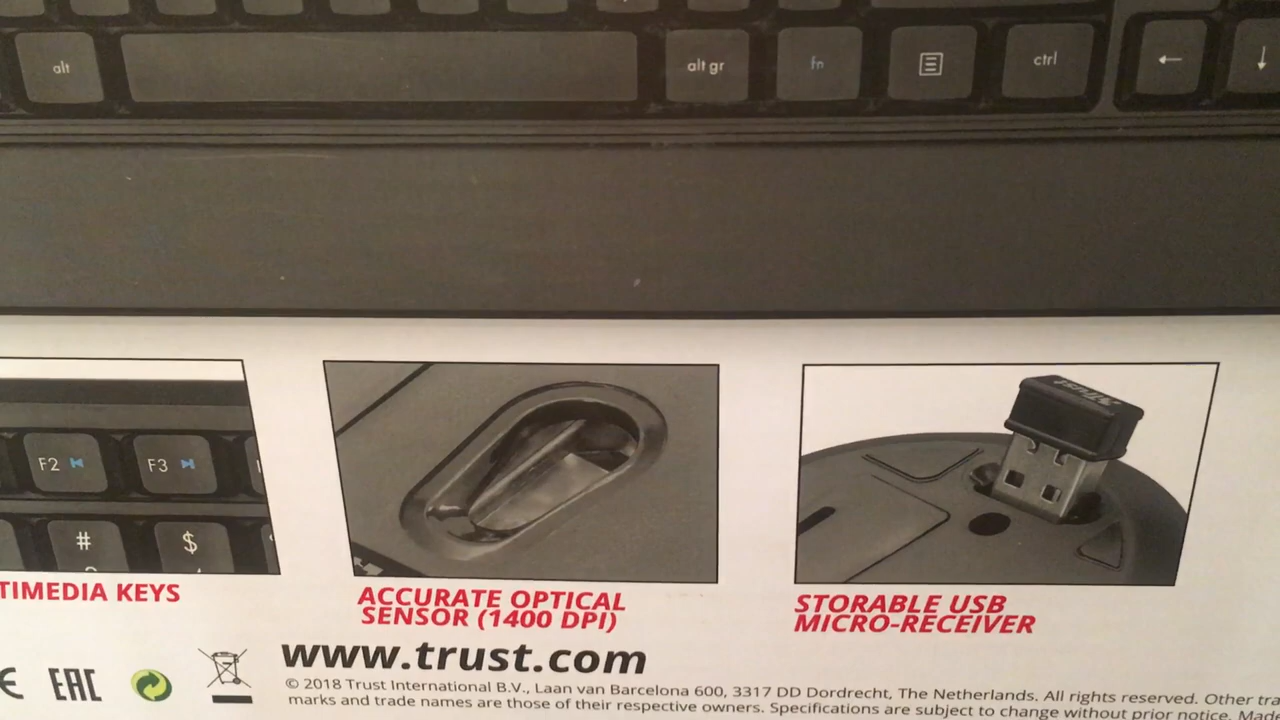 alt
alt gr
fn
ctrl
←
↓
F2
F3
#
$
Trust
TIMEDIA KEYS
ACCURATE OPTICAL
SENSOR (1400 DPI)
STORABLE USB
MICRO-RECEIVER
www.trust.com
CE EAC
© 2018 Trust International B.V., Laan van Barcelona 600, 3317 DD Dordrecht, The Netherlands. All rights reserved. Other tra
marks and trade names are those of their respective owners. Specifications are subject to change without prior notice. Made